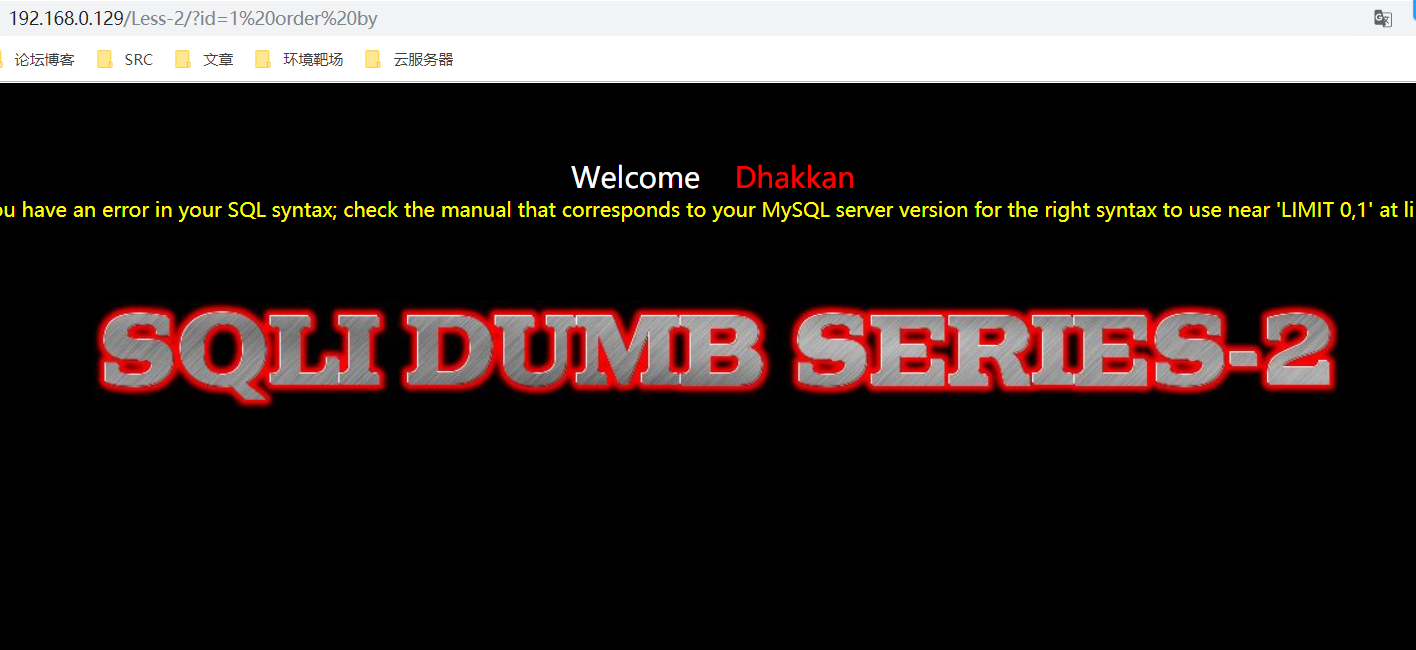 192.168.0.129/Less-2/?id=1%20order%20by
论坛博客 SRC 文章 环境靶场 云服务器
Welcome Dhakkan
have an error in your SQL syntax; check the manual that corresponds to your MySQL server version for the right syntax to use near 'LIMIT 0,1' at
SQLI DUMB SERIES-2